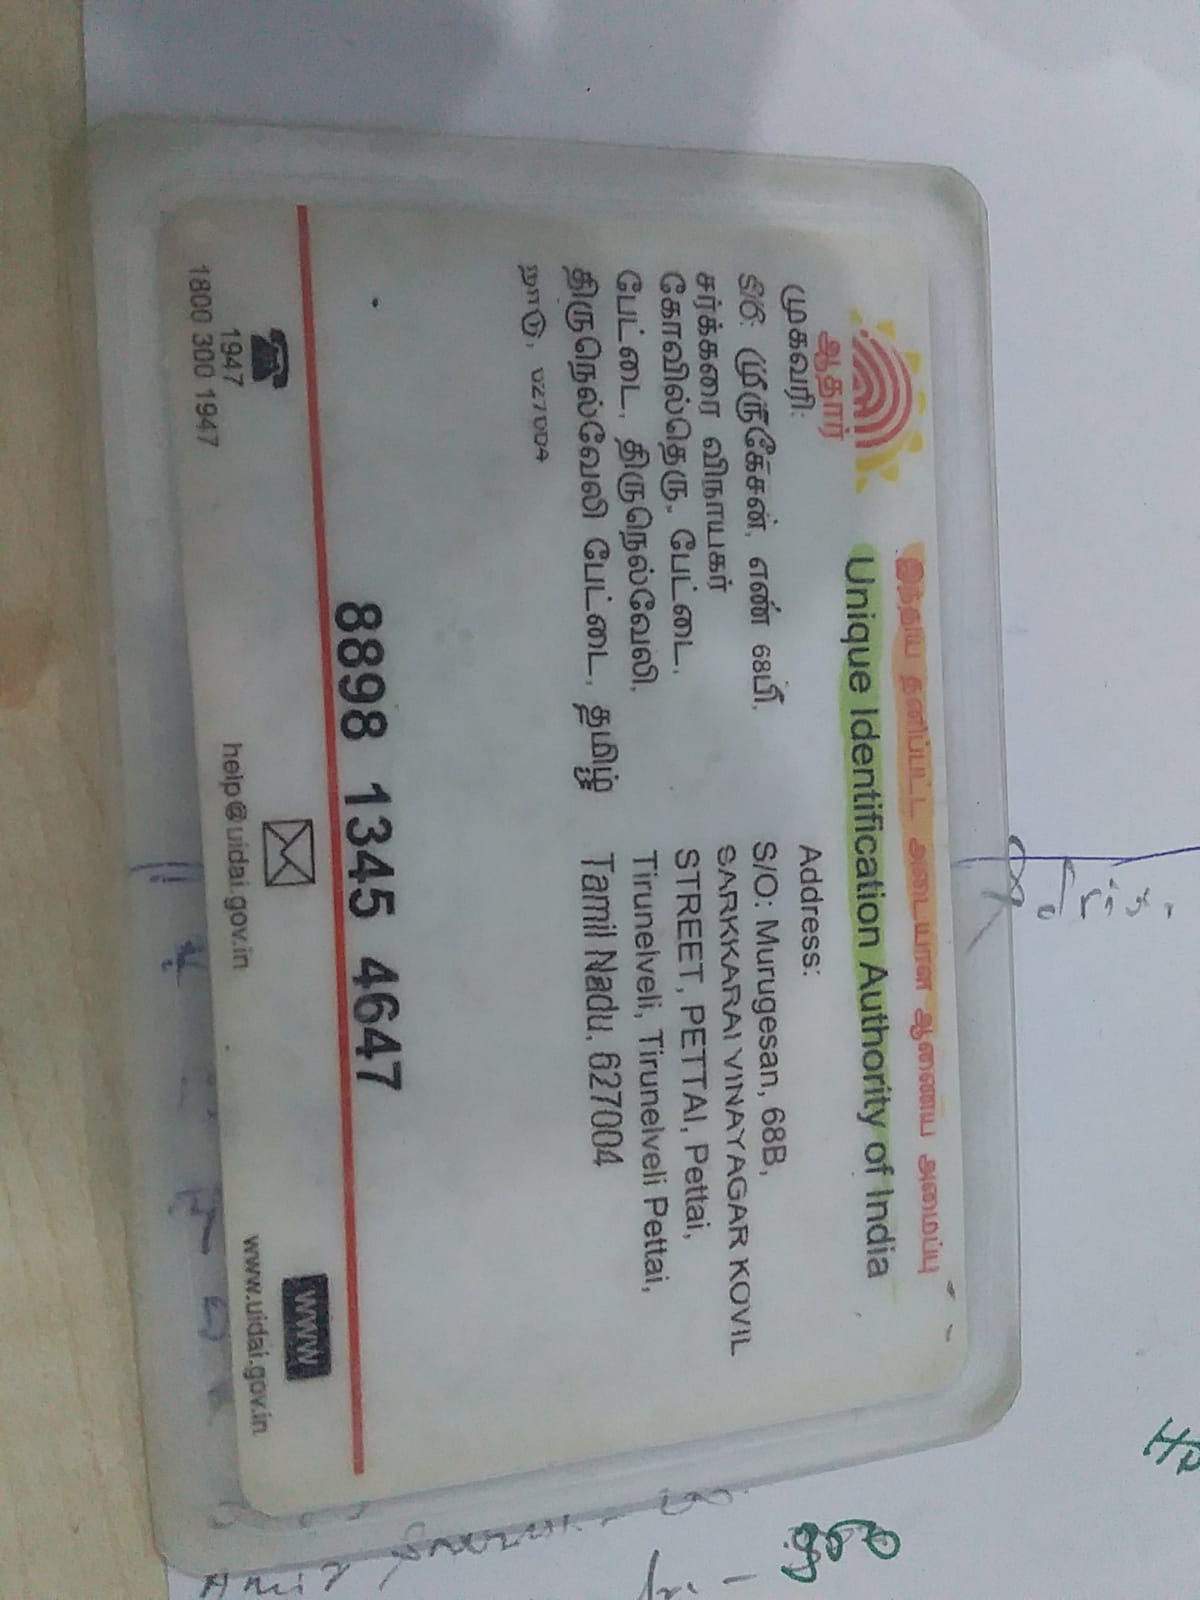 இந்திய தனிப்பட்ட அடையாள ஆணைய அமைப்பு
Unique Identification Authority of India
ஆதார்
முகவரி:
S/O: முருகேசன், எண் 68பி,
சர்க்கரை விநாயகர்
கோவில்தெரு, பேட்டை,
பேட்டை, திருநெல்வேலி,
திருநெல்வேலி பேட்டை, தமிழ்
நாடு, 627004
Address:
S/O: Murugesan, 68B,
SARKKARAI VINAYAGAR KOVIL
STREET, PETTAI, Pettai,
Tirunelveli, Tirunelveli Pettai,
Tamil Nadu, 627004
8898 1345 4647
1947
1800 300 1947
help@uidai.gov.in
www
www.uidai.gov.in